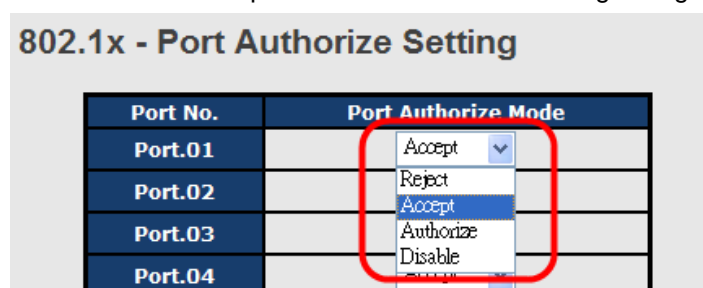 802.1x - Port Authorize Setting
Port No. Port Authorize Mode
Port.01 Accept
Port.02 Reject
Accept
Port.03 Authorize
Disable
Port.04